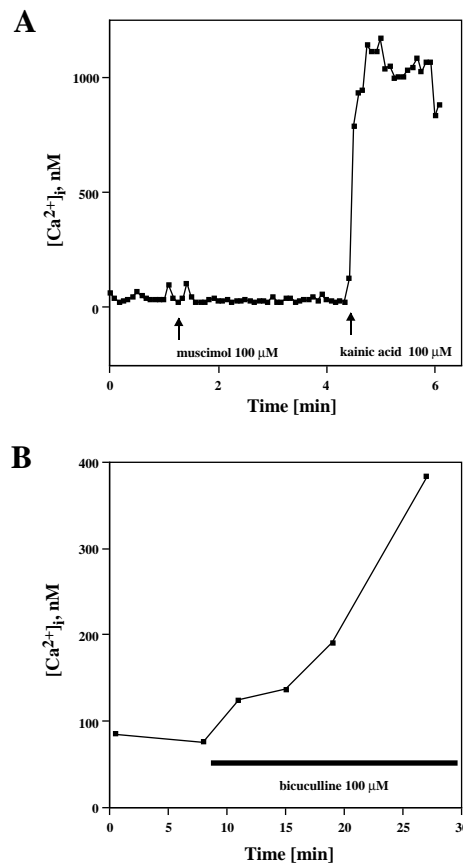 A
[Ca2+]i, nM
1000
500
0
muscimol 100 μM
kainic acid 100 μM
0
2
4
6
Time [min]
B
[Ca2+]i, nM
400
300
200
100
0
bicuculline 100 μM
0
5
10
15
20
25
30
Time [min]